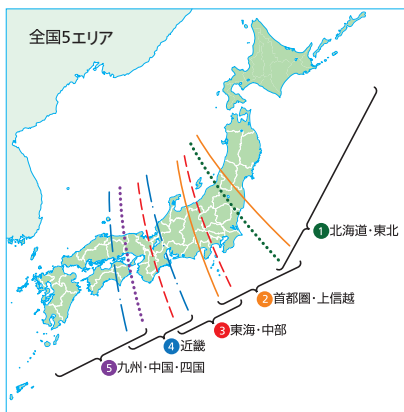 全国5エリア
1北海道・東北
2首都圏・上信越
3東海・中部
4近畿
5九州・中国・四国